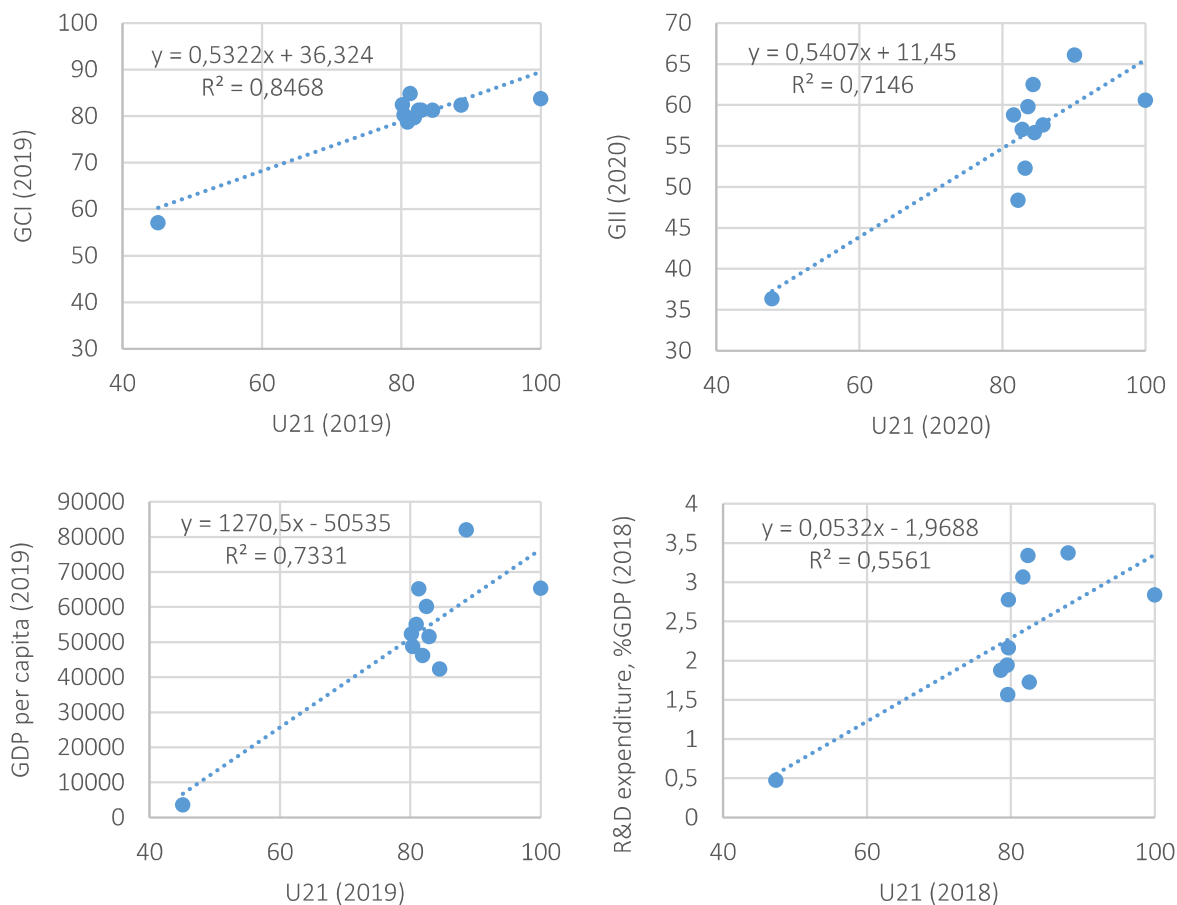 100
90
80
70
60
50
40
30
y = 0,5322x + 36,324
R² = 0,8468
GCI (2019)
40 60 80 100
U21 (2019)
70
65
60
55
50
45
40
35
30
y = 0,5407x + 11,45
R² = 0,7146
GII (2020)
40 60 80 100
U21 (2020)
90000
80000
70000
60000
50000
40000
30000
20000
10000
0
y = 1270,5x - 50535
R² = 0,7331
GDP per capita (2019)
40 60 80 100
U21 (2019)
4
3,5
3
2,5
2
1,5
1
0,5
0
y = 0,0532x - 1,9688
R² = 0,5561
R&D expenditure, %GDP (2018)
40 60 80 100
U21 (2018)